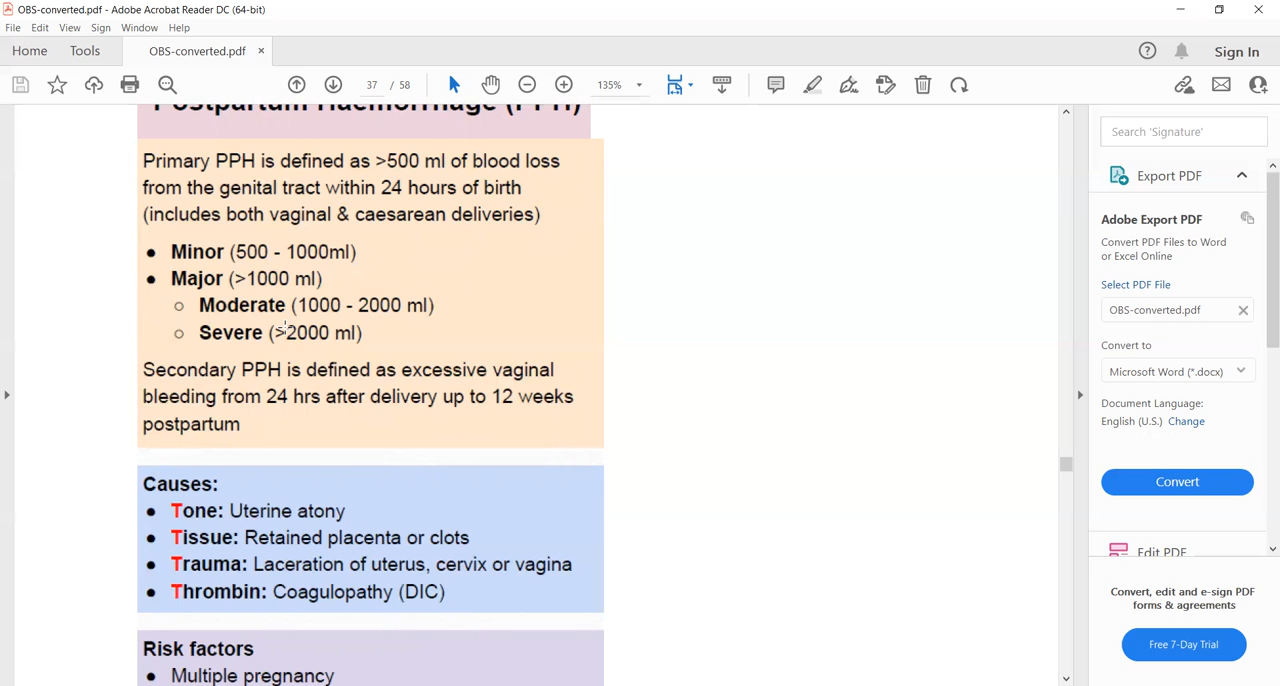 OBS-converted.pdf - Adobe Acrobat Reader DC (64-bit)
File Edit View Sign Window Help
Home Tools OBS-converted.pdf × Sign In
37 / 58 135%
Postpartum Haemorrhage (PPH)
Primary PPH is defined as >500 ml of blood loss
from the genital tract within 24 hours of birth
(includes both vaginal & caesarean deliveries)
● Minor (500 - 1000ml)
● Major (>1000 ml)
○ Moderate (1000 - 2000 ml)
○ Severe (>2000 ml)
Secondary PPH is defined as excessive vaginal
bleeding from 24 hrs after delivery up to 12 weeks
postpartum
Causes:
● Tone: Uterine atony
● Tissue: Retained placenta or clots
● Trauma: Laceration of uterus, cervix or vagina
● Thrombin: Coagulopathy (DIC)
Risk factors
● Multiple pregnancy
Search 'Signature'
Export PDF
Adobe Export PDF
Convert PDF Files to Word
or Excel Online
Select PDF File
OBS-converted.pdf
Convert to
Microsoft Word (*.docx)
Document Language:
English (U.S.) Change
Convert
Edit PDF
Convert, edit and e-sign PDF
forms & agreements
Free 7-Day Trial